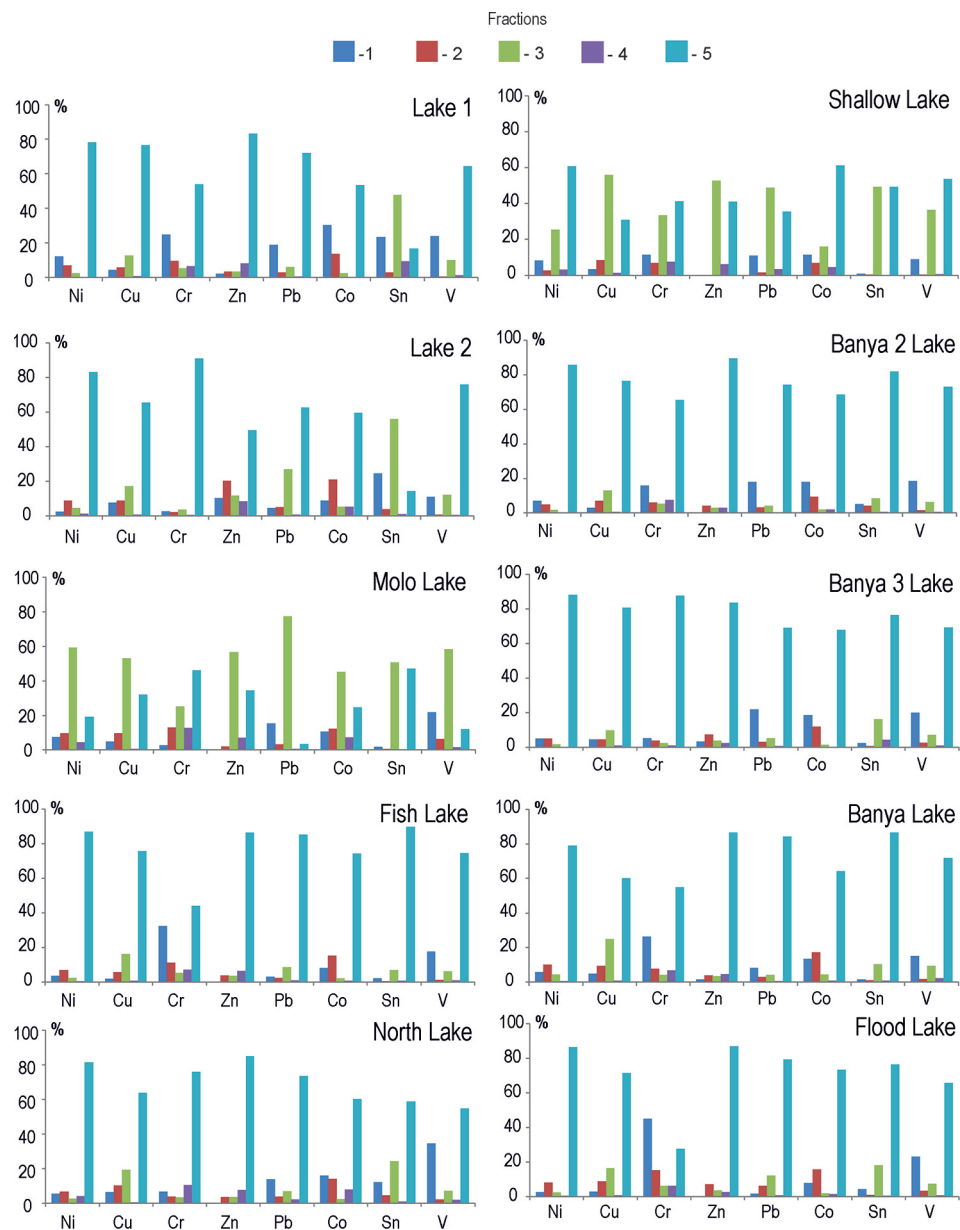 Fractions
-1 - 2 - 3 - 4 - 5
% Lake 1
100
80
60
40
20
0
Ni Cu Cr Zn Pb Co Sn V
% Shallow Lake
100
80
60
40
20
0
Ni Cu Cr Zn Pb Co Sn V
% Lake 2
100
80
60
40
20
0
Ni Cu Cr Zn Pb Co Sn V
% Banya 2 Lake
100
80
60
40
20
0
Ni Cu Cr Zn Pb Co Sn V
% Molo Lake
100
80
60
40
20
0
Ni Cu Cr Zn Pb Co Sn V
% Banya 3 Lake
100
80
60
40
20
0
Ni Cu Cr Zn Pb Co Sn V
% Fish Lake
100
80
60
40
20
0
Ni Cu Cr Zn Pb Co Sn V
% Banya Lake
100
80
60
40
20
0
Ni Cu Cr Zn Pb Co Sn V
% North Lake
100
80
60
40
20
0
Ni Cu Cr Zn Pb Co Sn V
% Flood Lake
100
80
60
40
20
0
Ni Cu Cr Zn Pb Co Sn V